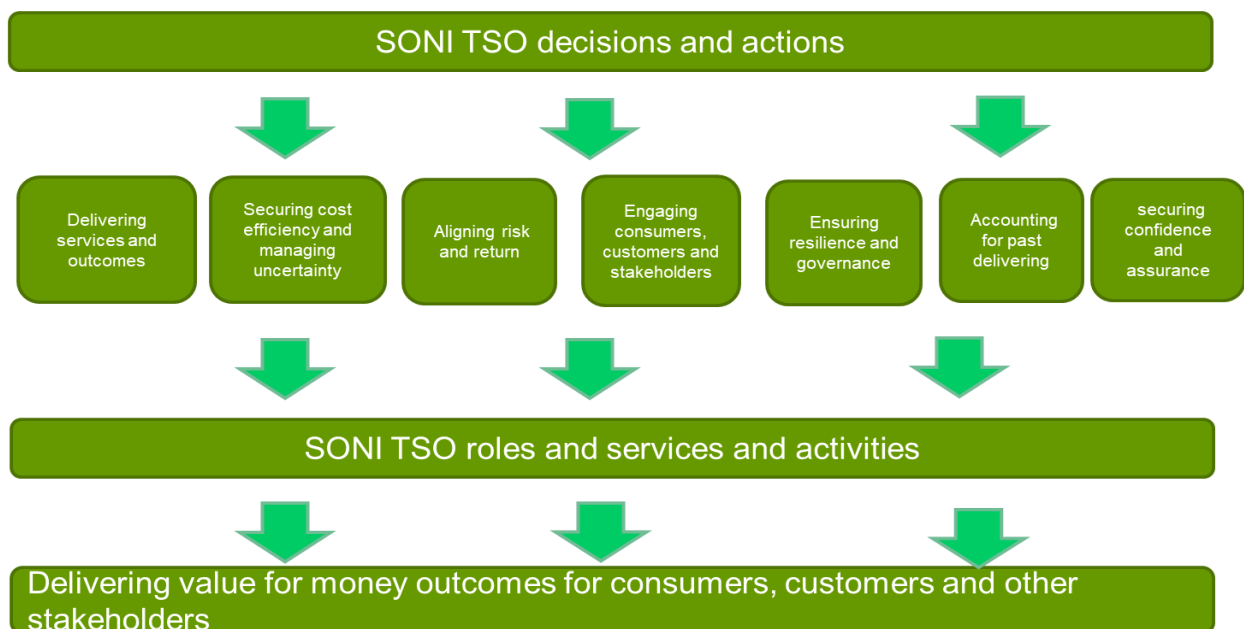 SONI TSO decisions and actions
Delivering
services and
outcomes
Securing cost
efficiency and
managing
uncertainty
Aligning risk
and return
Engaging
consumers,
customers and
stakeholders
Ensuring
resilience and
governance
Accounting
for past
delivering
securing
confidence
and
assurance
SONI TSO roles and services and activities
Delivering value for money outcomes for consumers, customers and other
stakeholders